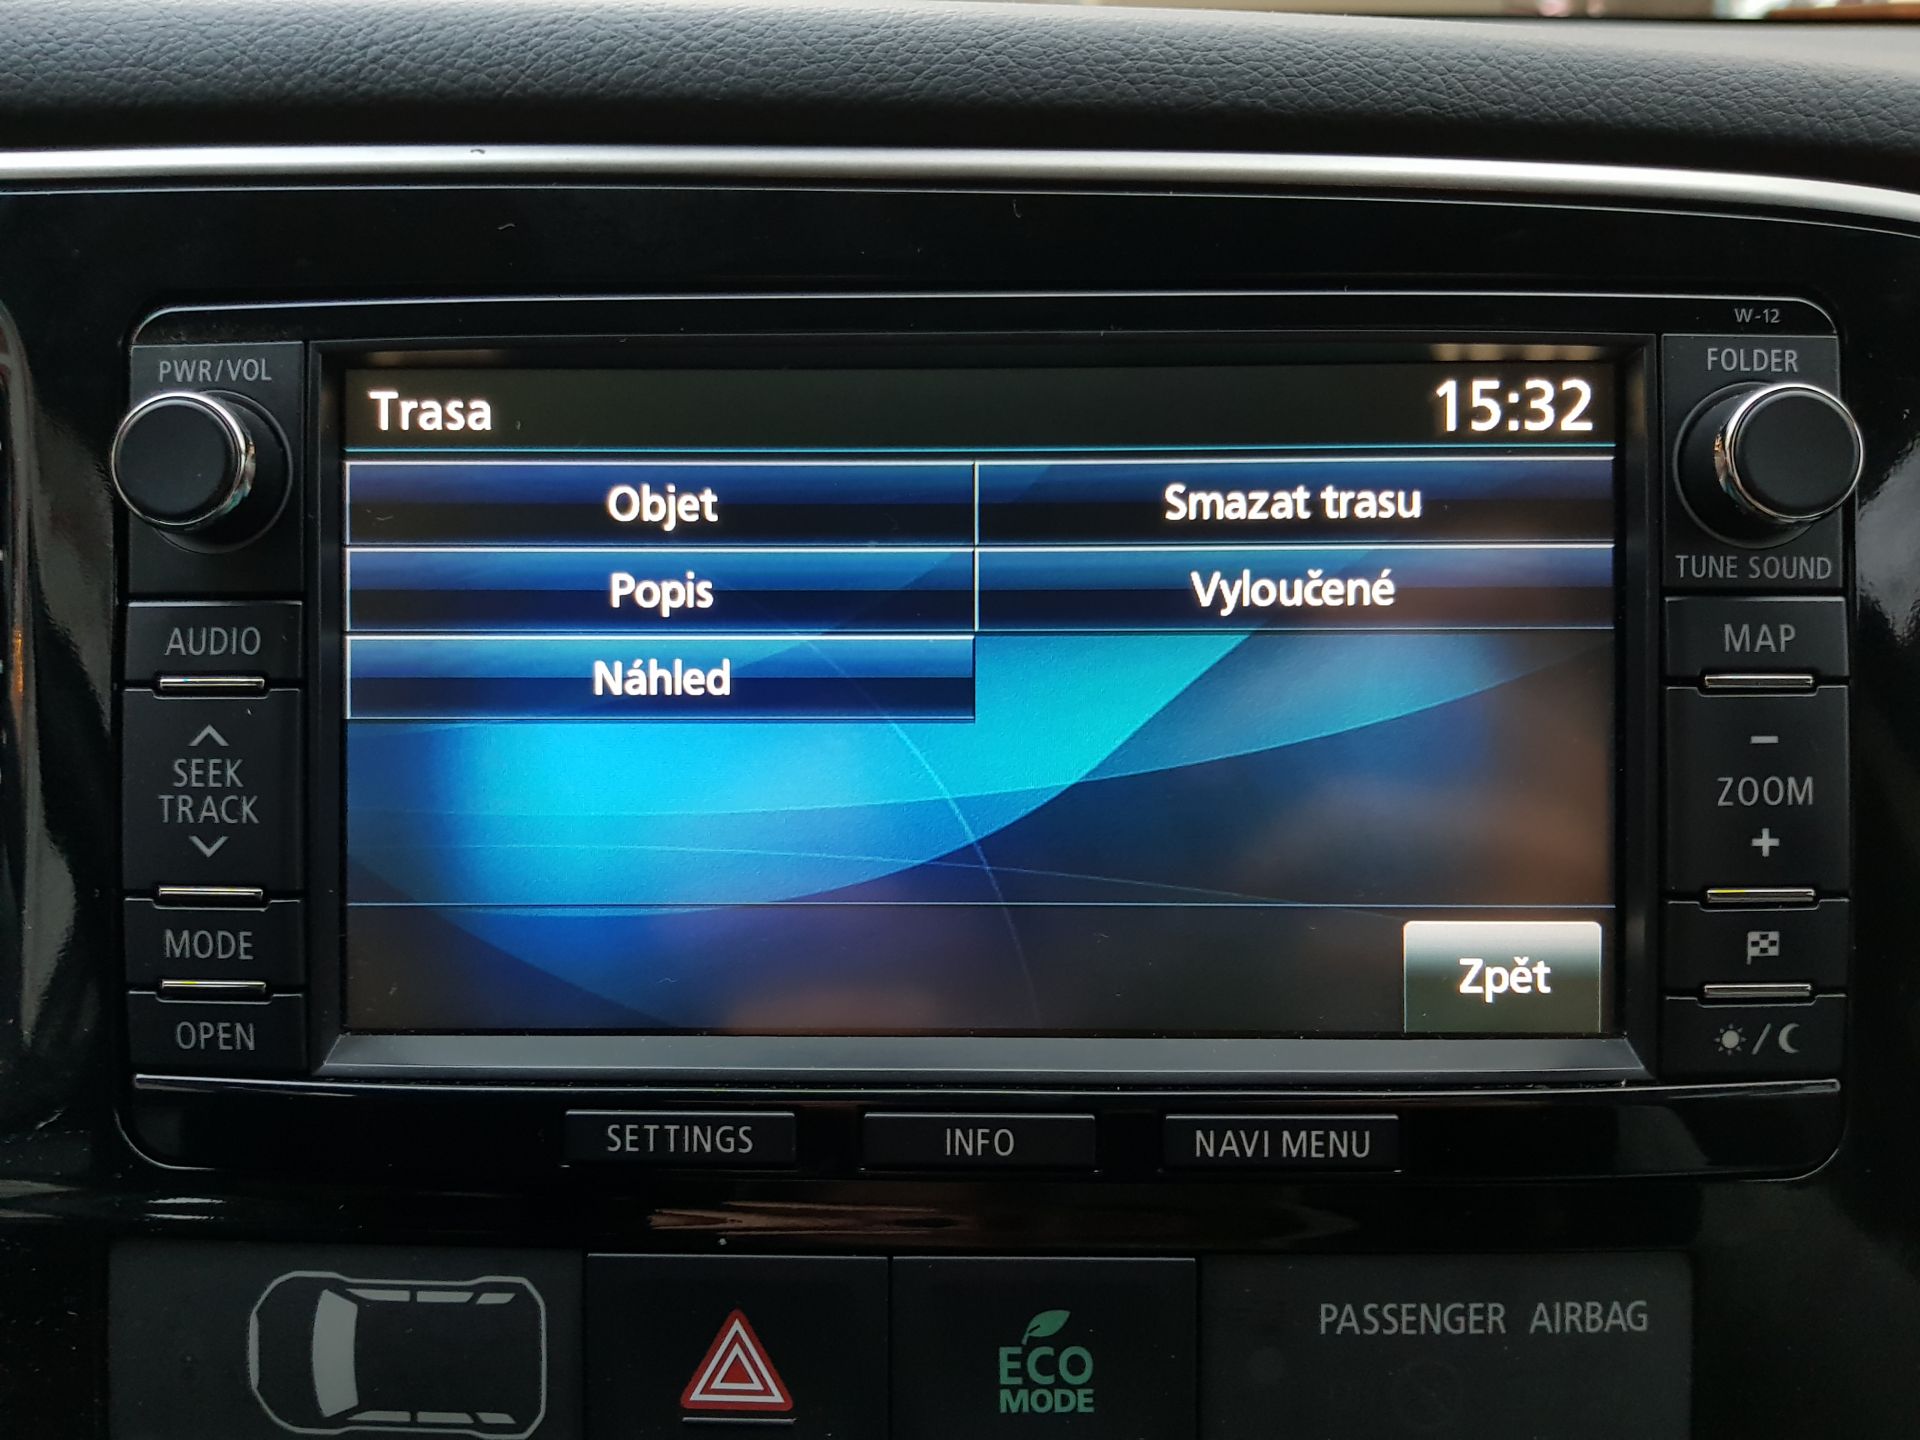 W-12
PWR/VOL
FOLDER
Trasa
15:32
Objet
Smazat trasu
TUNE SOUND
Popis
Vyloučené
AUDIO
MAP
Náhled
SEEK
TRACK
ZOOM
MODE
Zpět
OPEN
SETTINGS
INFO
NAVI MENU
PASSENGER AIRBAG
ECO
MODE